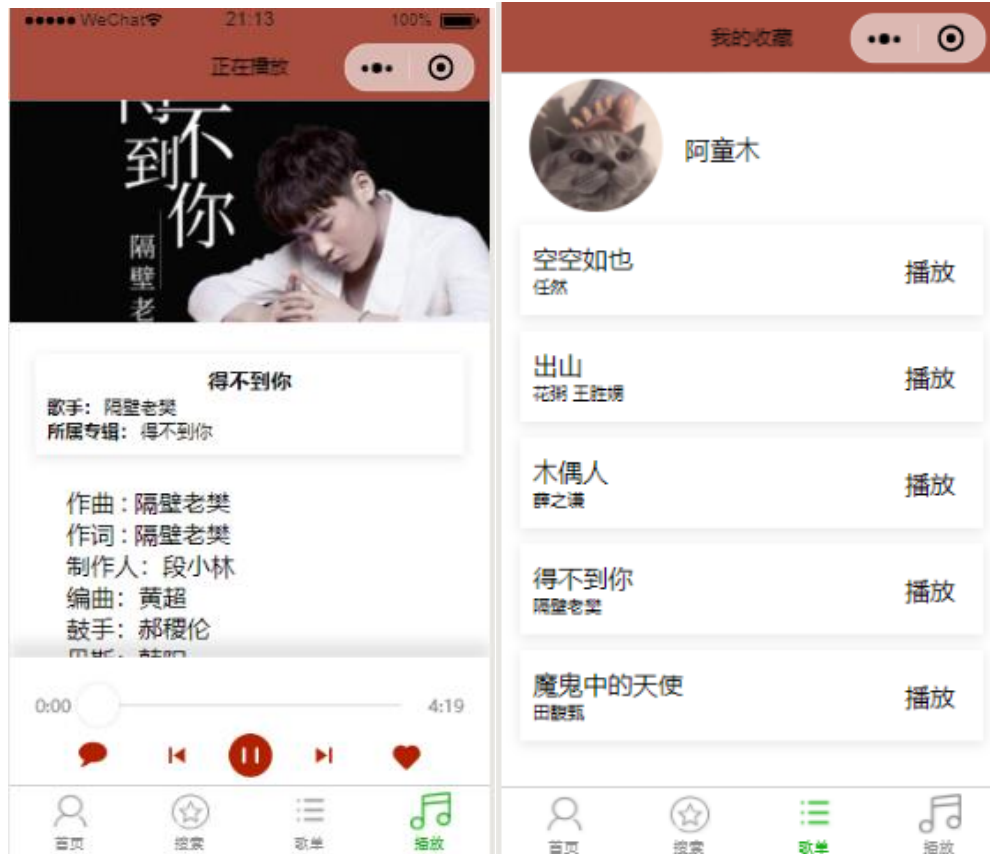 WeChat
21:13
100%
正在播放
得不到你
隔壁老
得不到你
歌手：隔壁老樊
所属专辑：得不到你
作曲 : 隔壁老樊
作词 : 隔壁老樊
制作人：段小林
编曲：黄超
鼓手：郝稷伦
贝斯：韩阳
0:00
4:19
首页
搜索
歌单
播放
我的收藏
阿童木
空空如也
任然
播放
出山
花粥 王胜娚
播放
木偶人
薛之谦
播放
得不到你
隔壁老樊
播放
魔鬼中的天使
田馥甄
播放
首页
搜索
歌单
播放